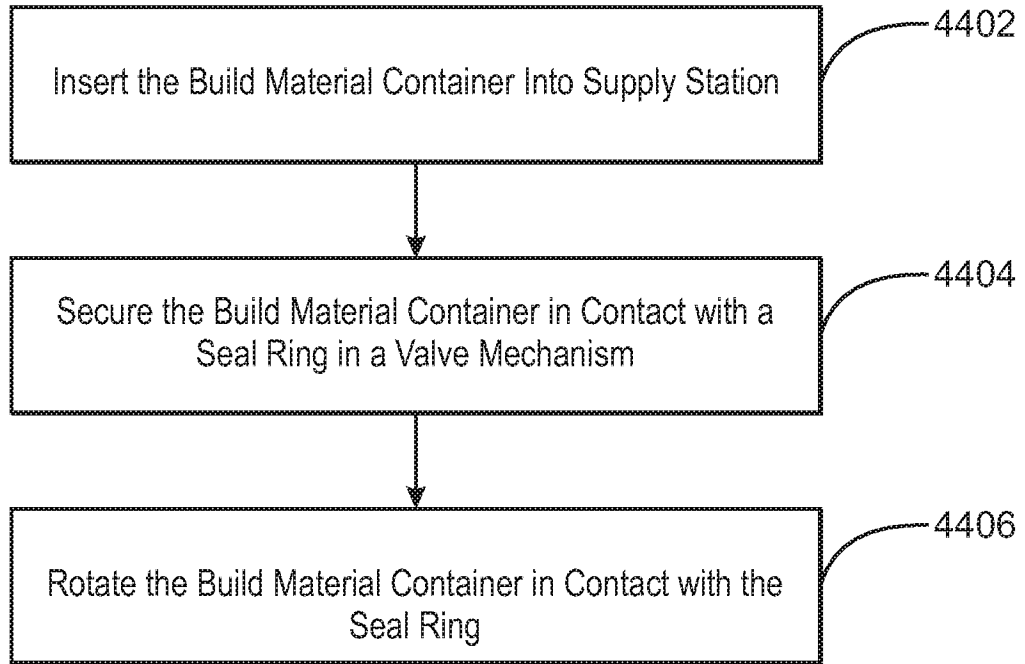 4402
Insert the Build Material Container Into Supply Station
4404
Secure the Build Material Container in Contact with a
Seal Ring in a Valve Mechanism
4406
Rotate the Build Material Container in Contact with the
Seal Ring